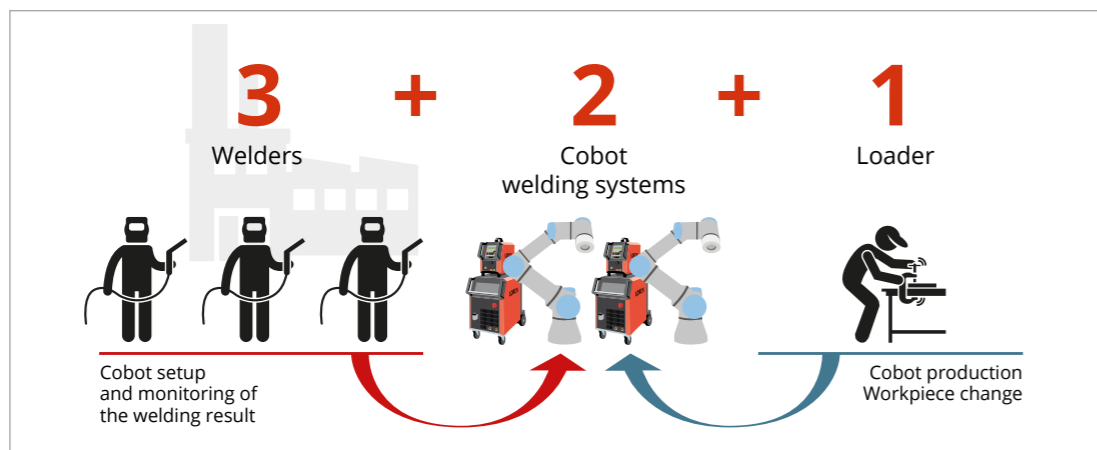 3 + 2 + 1
Welders
Cobot
welding systems
Loader
Cobot setup
and monitoring of
the welding result
Cobot production
Workpiece change